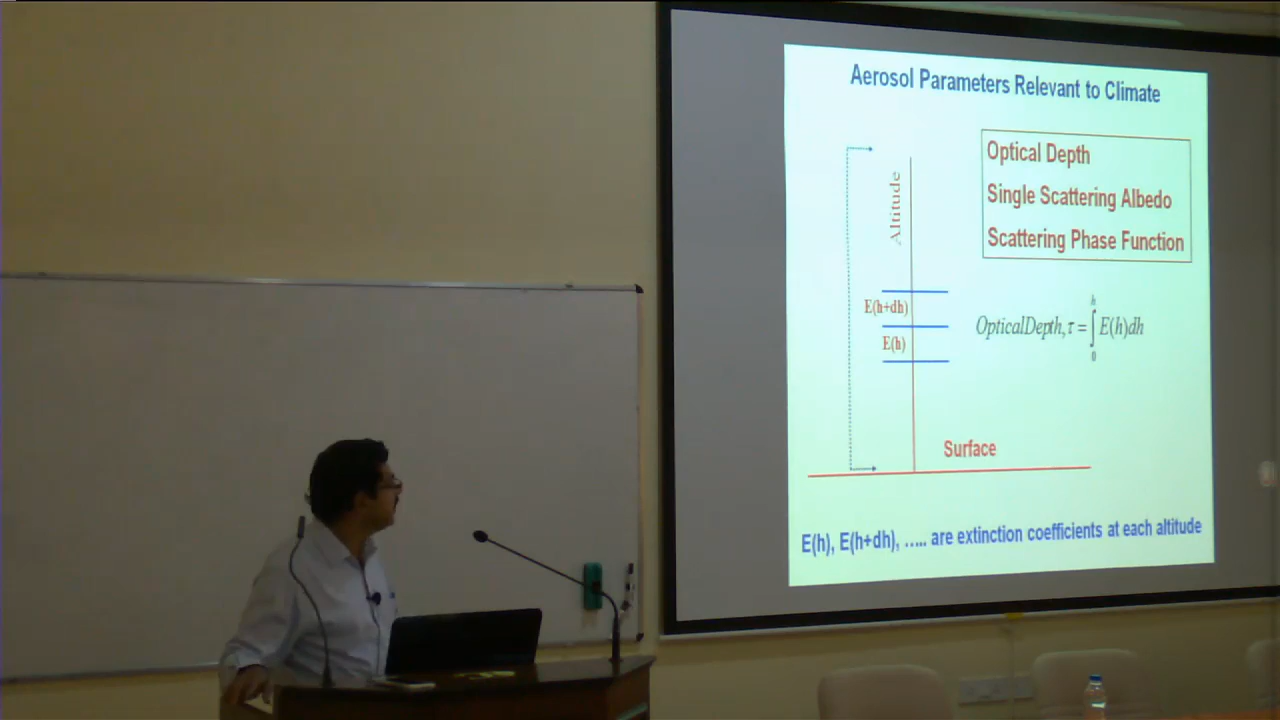 Aerosol Parameters Relevant to Climate
Optical Depth
Single Scattering Albedo
Scattering Phase Function
Altitude
E(h+dh)
E(h)
OpticalDepth, τ = ∫₀ʰ E(h)dh
Surface
E(h), E(h+dh), ..... are extinction coefficients at each altitude